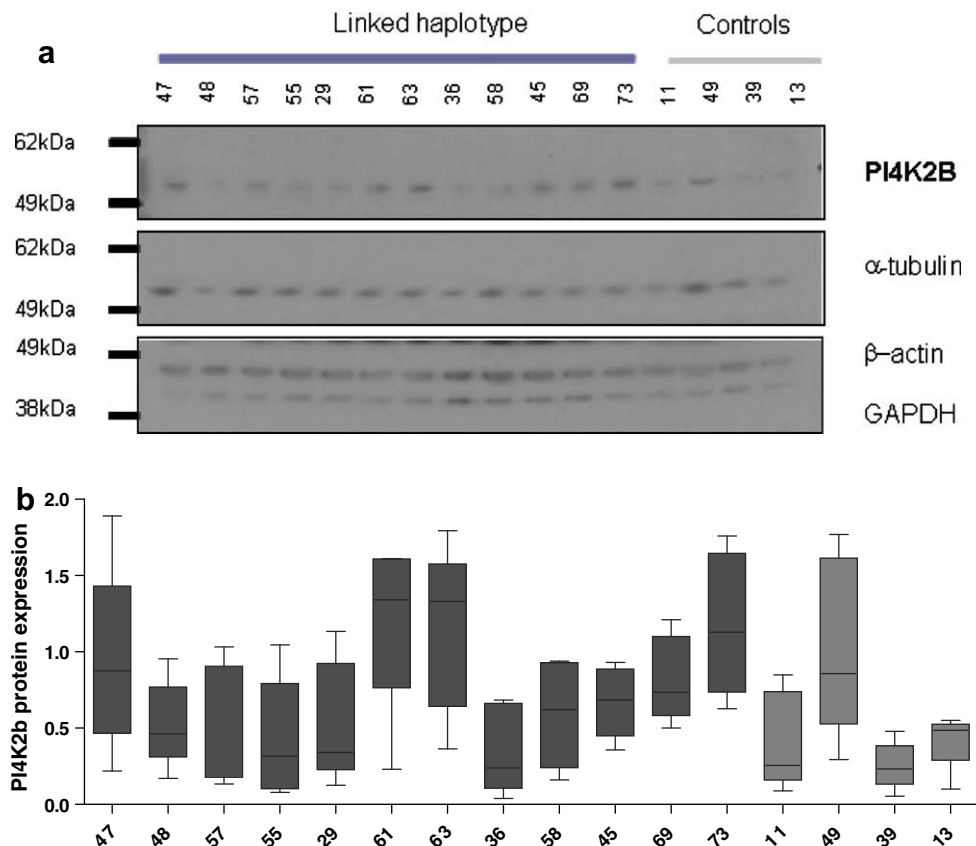 a
Linked haplotype
Controls
47 48 57 55 29 61 63 36 58 45 69 73 11 49 39 13
62kDa
PI4K2B
49kDa
62kDa
α-tubulin
49kDa
49kDa
β-actin
38kDa
GAPDH
b
PI4K2b protein expression
2.0
1.5
1.0
0.5
0.0
47 48 57 55 29 61 63 36 58 45 69 73 11 49 39 13